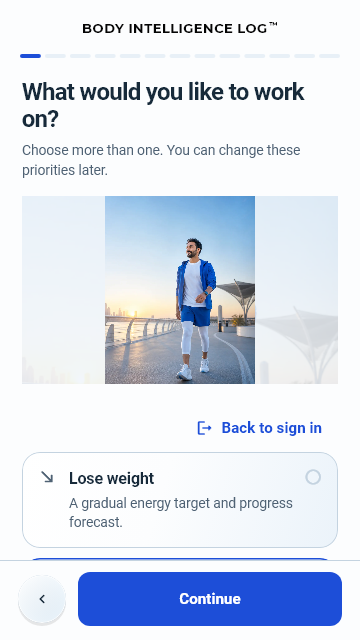 BODY INTELLIGENCE LOG™
What would you like to work
on?
Choose more than one. You can change these
priorities later.
Back to sign in
Lose weight
A gradual energy target and progress
forecast.
Continue